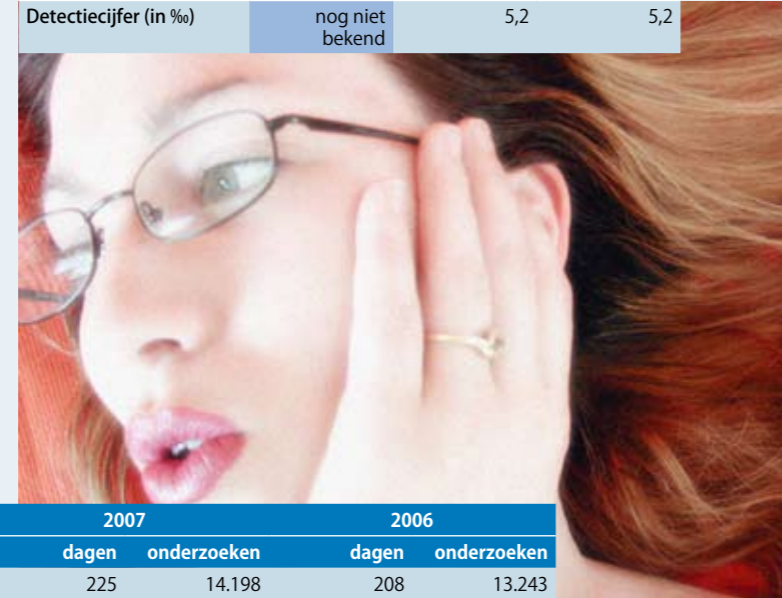 Detectiecijfer (in ‰) nog niet bekend 5,2 5,2
2007 2006
dagen onderzoeken dagen onderzoeken
225 14.198 208 13.243